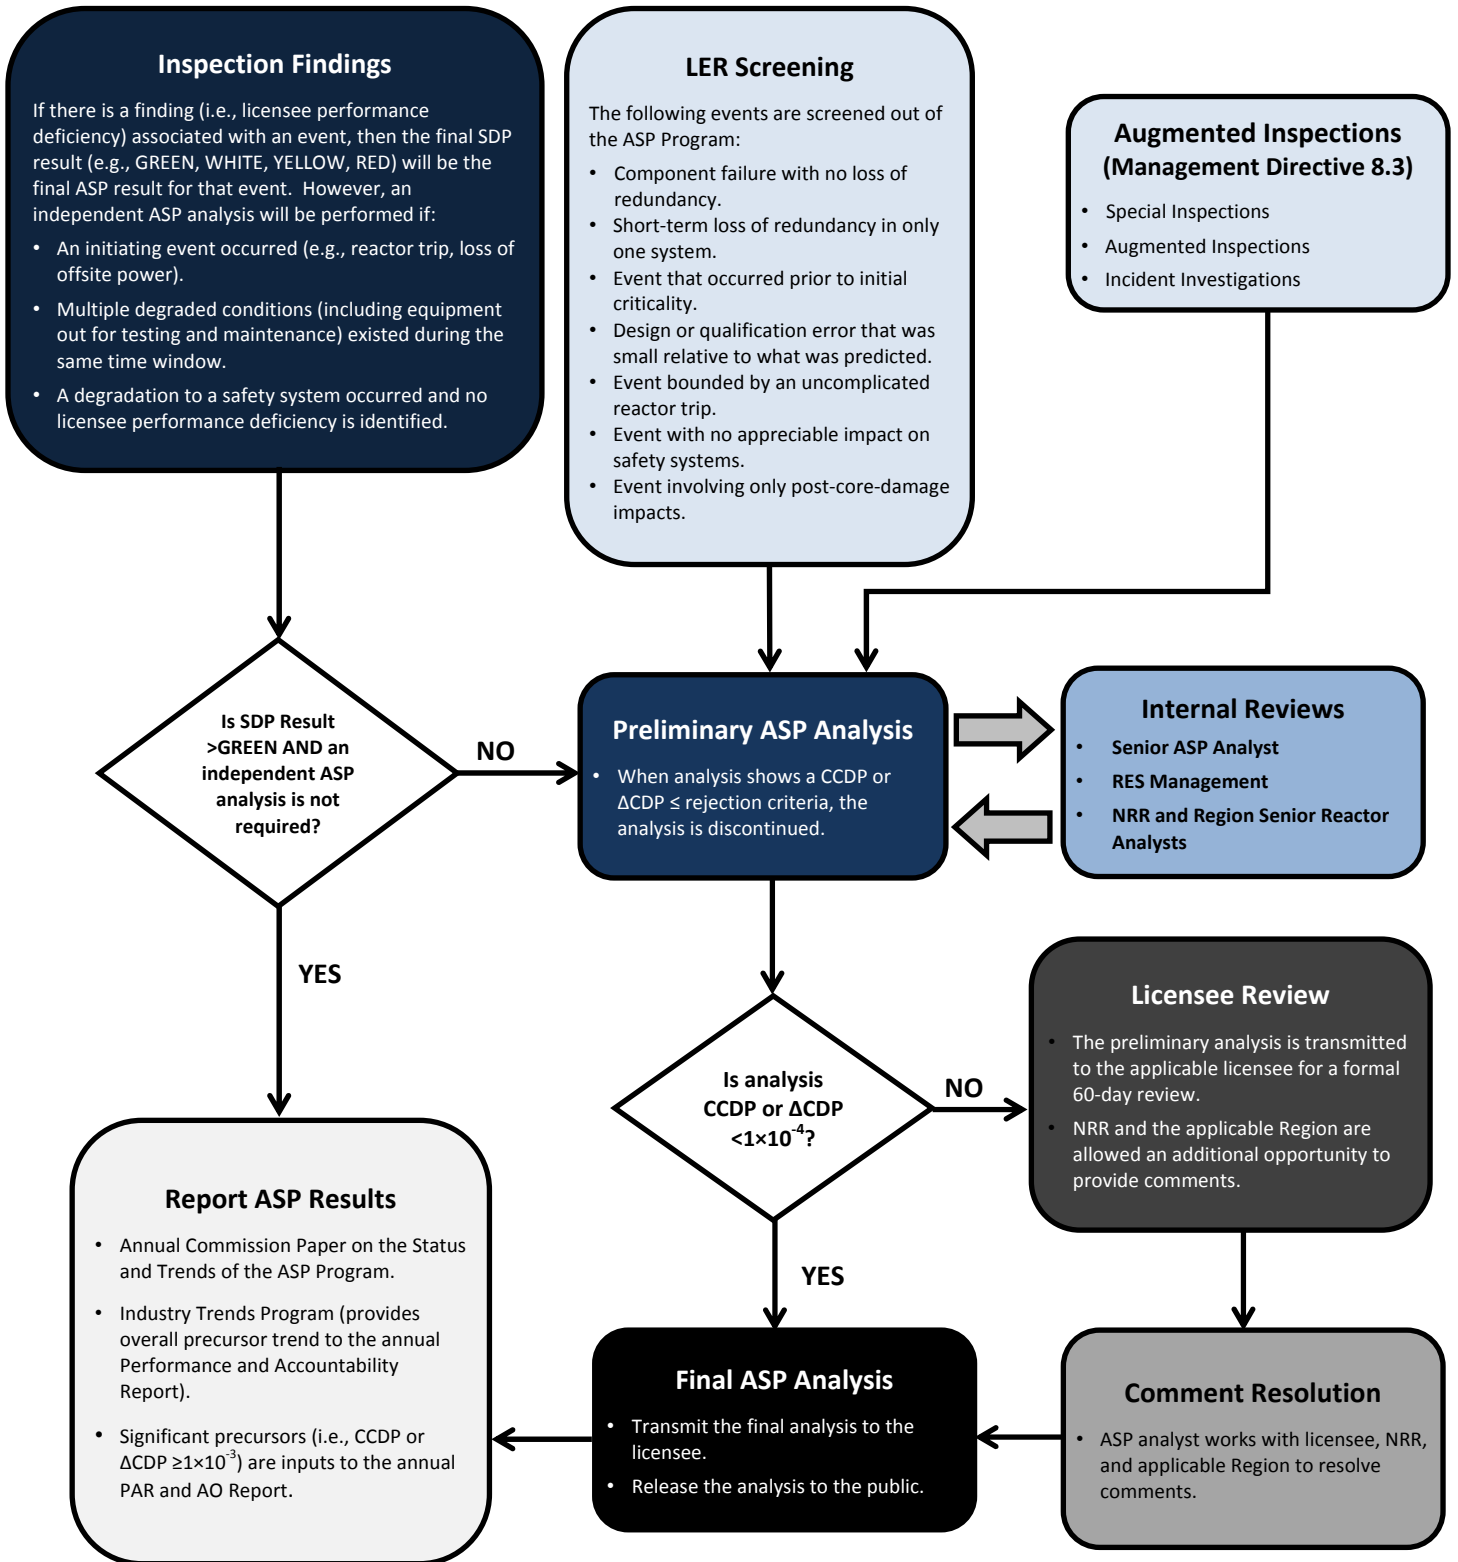 Inspection Findings
If there is a finding (i.e., licensee performance
deficiency) associated with an event, then the final SDP
result (e.g., GREEN, WHITE, YELLOW, RED) will be the
final ASP result for that event.  However, an
independent ASP analysis will be performed if:
• An initiating event occurred (e.g., reactor trip, loss of
offsite power).
• Multiple degraded conditions (including equipment
out for testing and maintenance) existed during the
same time window.
• A degradation to a safety system occurred and no
licensee performance deficiency is identified.
LER Screening
The following events are screened out of
the ASP Program:
• Component failure with no loss of
redundancy.
• Short-term loss of redundancy in only
one system.
• Event that occurred prior to initial
criticality.
• Design or qualification error that was
small relative to what was predicted.
• Event bounded by an uncomplicated
reactor trip.
• Event with no appreciable impact on
safety systems.
• Event involving only post-core-damage
impacts.
Augmented Inspections
(Management Directive 8.3)
• Special Inspections
• Augmented Inspections
• Incident Investigations
Is SDP Result
>GREEN AND an
independent ASP
analysis is not
required?
NO
YES
Preliminary ASP Analysis
• When analysis shows a CCDP or
ΔCDP ≤ rejection criteria, the
analysis is discontinued.
Internal Reviews
• Senior ASP Analyst
• RES Management
• NRR and Region Senior Reactor
Analysts
Is analysis
CCDP or ΔCDP
<1×10⁻⁴?
NO
YES
Licensee Review
• The preliminary analysis is transmitted
to the applicable licensee for a formal
60-day review.
• NRR and the applicable Region are
allowed an additional opportunity to
provide comments.
Report ASP Results
• Annual Commission Paper on the Status
and Trends of the ASP Program.
• Industry Trends Program (provides
overall precursor trend to the annual
Performance and Accountability
Report).
• Significant precursors (i.e., CCDP or
ΔCDP ≥1×10⁻³) are inputs to the annual
PAR and AO Report.
Final ASP Analysis
• Transmit the final analysis to the
licensee.
• Release the analysis to the public.
Comment Resolution
• ASP analyst works with licensee, NRR,
and applicable Region to resolve
comments.